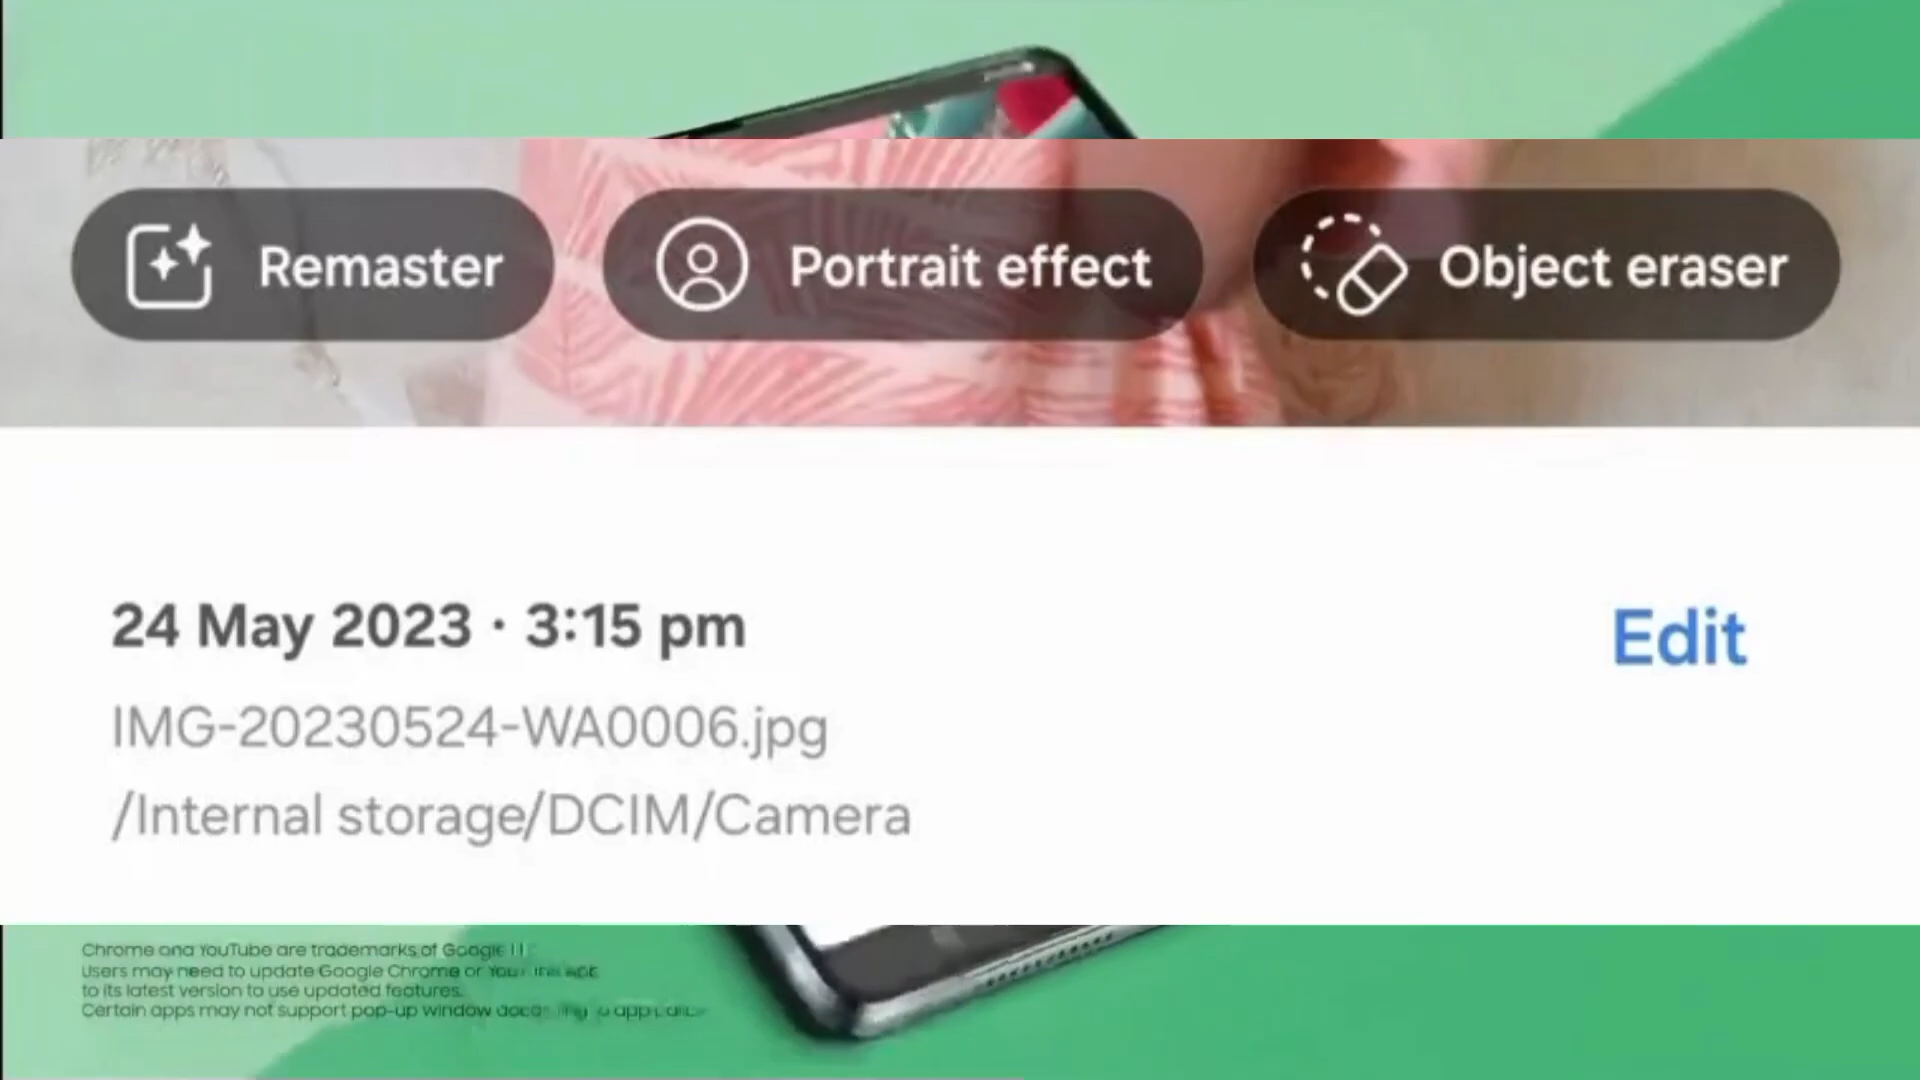 Remaster
Portrait effect
Object eraser
24 May 2023 · 3:15 pm
Edit
IMG-20230524-WA0006.jpg
/Internal storage/DCIM/Camera
Chrome and YouTube are trademarks of Google
Users may need to update Google Chrome or
to its latest version to use updated features.
Certain apps may not support pop-up window